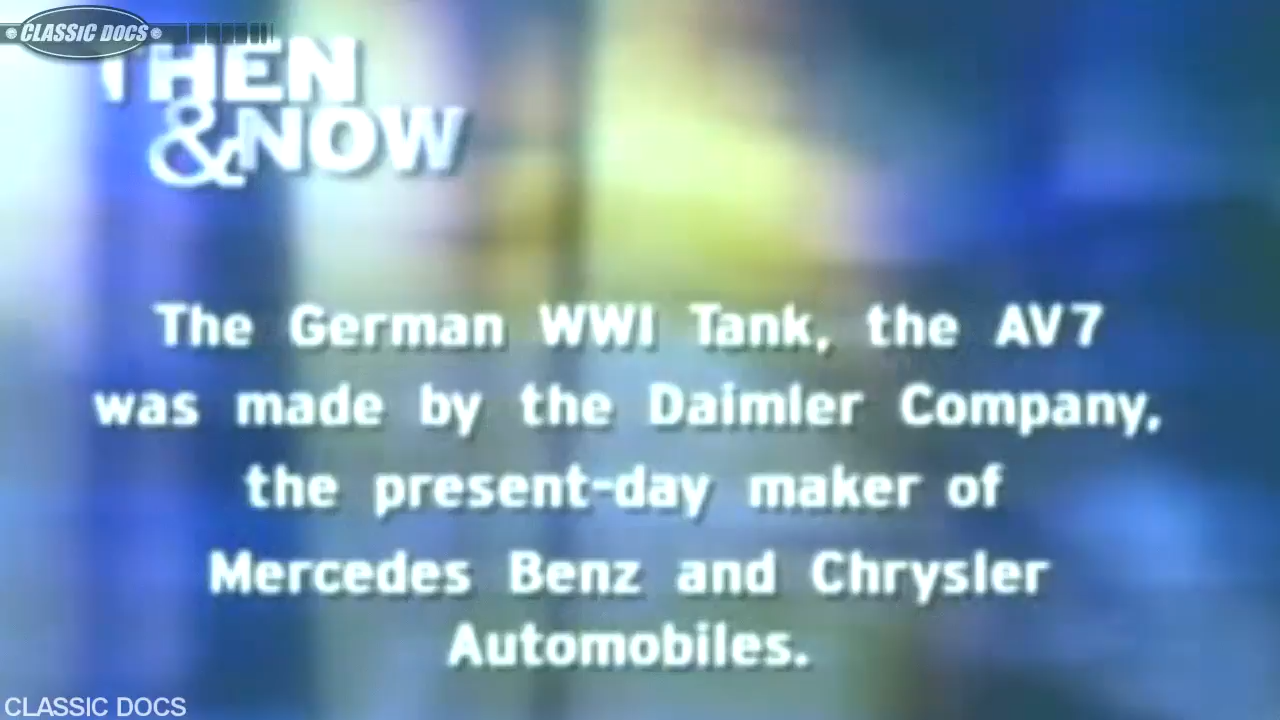 ©CLASSiC DOCS©
THEN
&NOW
The German WWI Tank, the AV7
was made by the Daimler Company,
the present-day maker of
Mercedes Benz and Chrysler
Automobiles.
CLASSIC DOCS